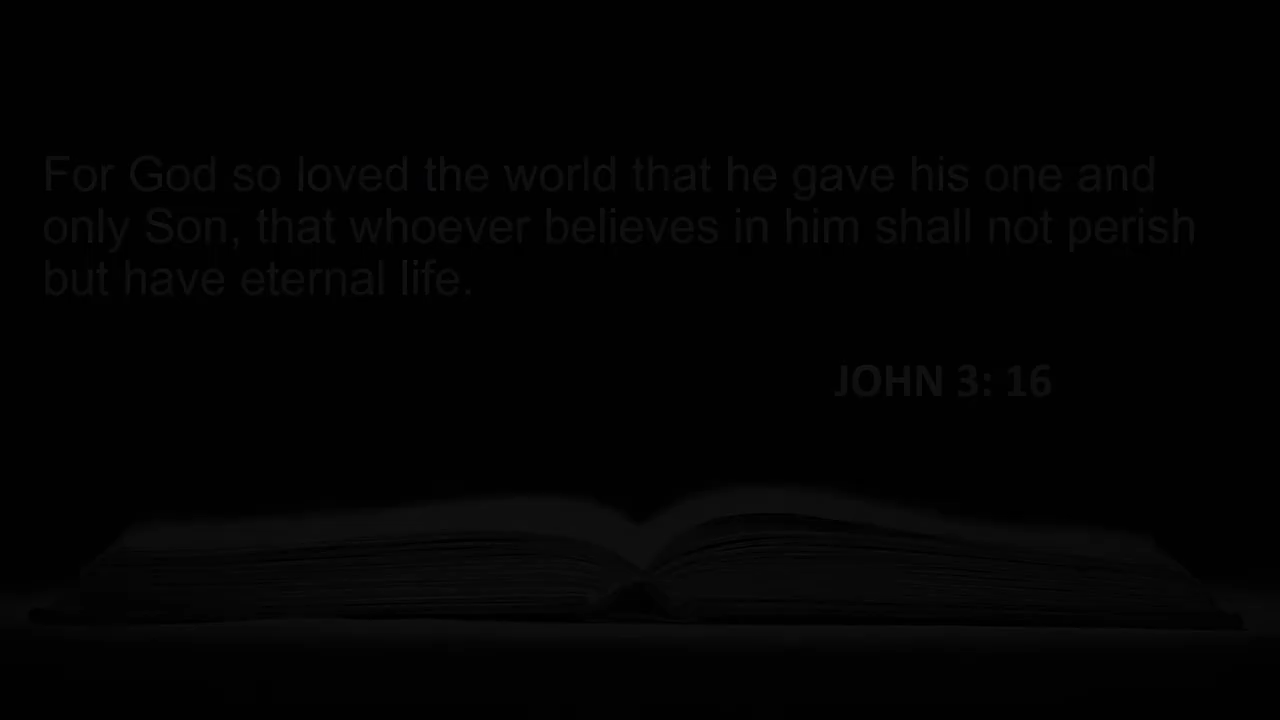 For God so loved the world that he gave his one and
only Son, that whoever believes in him shall not perish
but have eternal life.
JOHN 3: 16